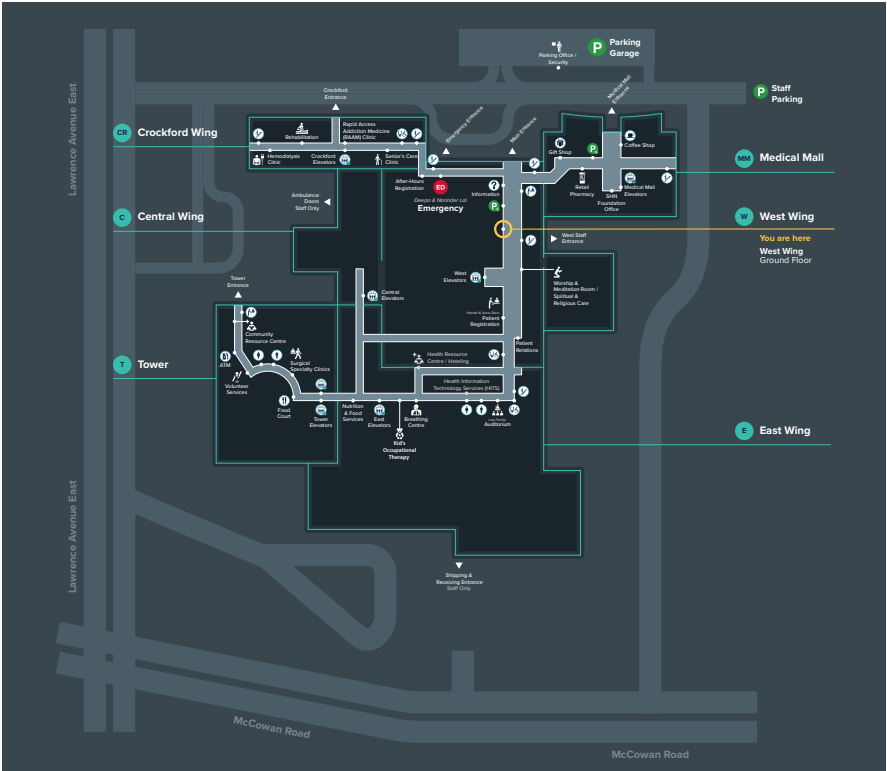 Parking
Garage
P
Parking Office /
Security
P
Staff
Parking
Lawrence Avenue East
Crockford
Entrance
Emergency Entrance
Main Entrance
Medical Mall
Entrance
CR
Crockford Wing
Rehabilitation
Rapid Access
Addiction Medicine
(RAAM) Clinic
Hemodialysis
Clinic
Crockford
Elevators
Senior's Care
Clinic
Gift Shop
P
Coffee Shop
MM
Medical Mall
After-Hours
Registration
ED
Deepa & Navinder Lal
Emergency
?
Information
P
Retail
Pharmacy
SHN
Foundation
Office
Medical Mall
Elevators
Ambulance
Doors
Staff Only
C
Central Wing
W
West Wing
You are here
West Wing
Ground Floor
West Staff
Entrance
Tower
Entrance
West
Elevators
Worship &
Meditation Room /
Spiritual &
Religious Care
Central
Elevators
Patient
Registration
Community
Resource Centre
Patient
Relations
T
Tower
ATM
Surgical
Specialty Clinics
Health Resource
Centre / Hoteling
Volunteer
Services
Health Information
Technology Services (HITS)
Food
Court
Tower
Elevators
Nutrition
& Food
Services
East
Elevators
Breathing
Centre
Auditorium
Kid's
Occupational
Therapy
E
East Wing
Lawrence Avenue East
Shipping &
Receiving Entrance
Staff Only
McCowan Road
McCowan Road